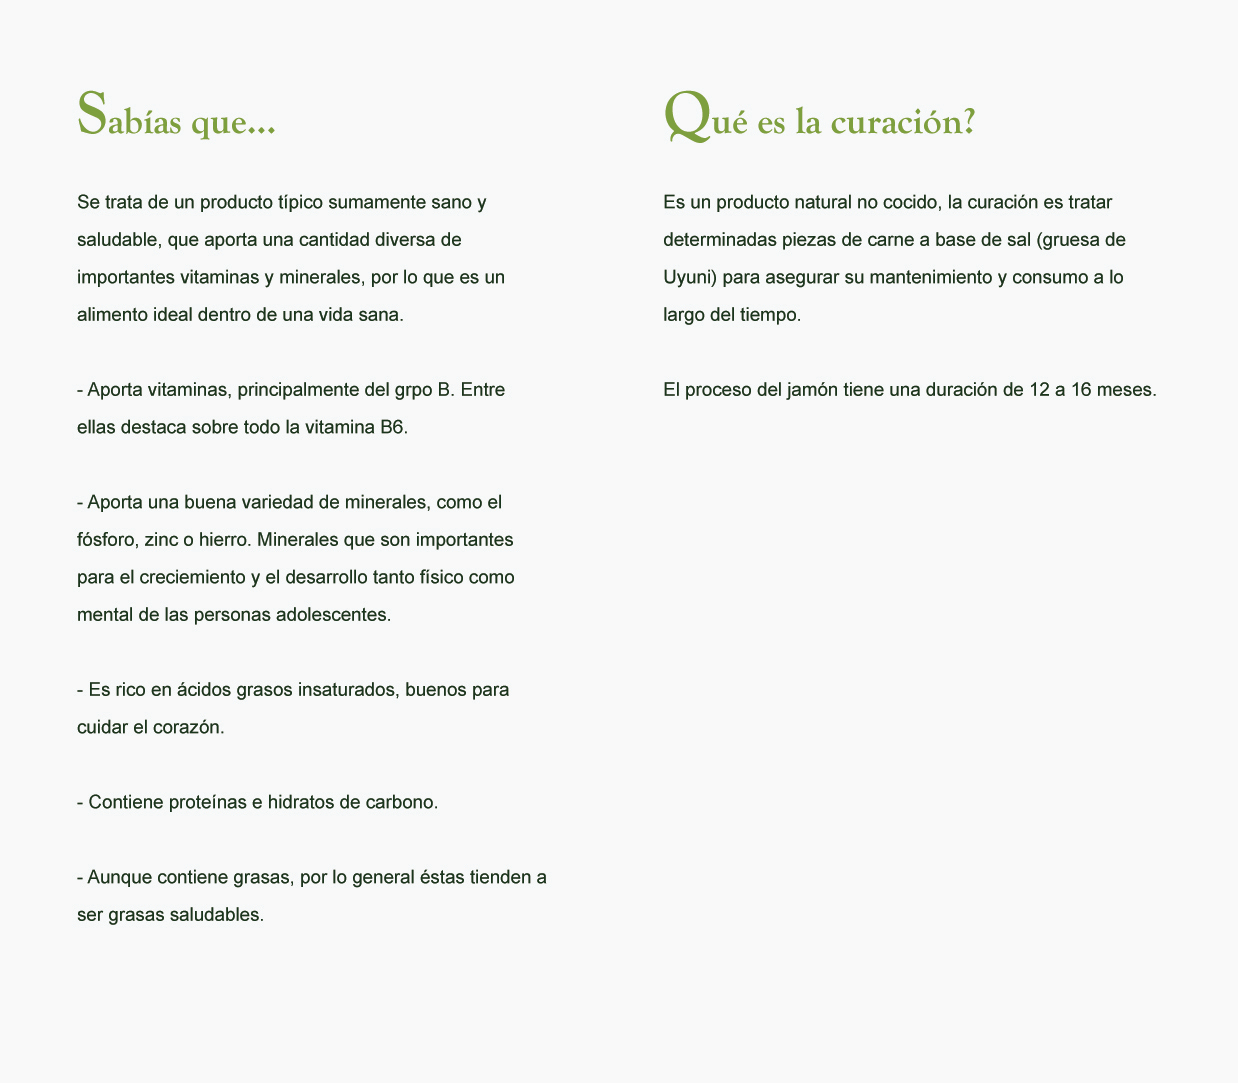 Sabías que...
Se trata de un producto típico sumamente sano y
saludable, que aporta una cantidad diversa de
importantes vitaminas y minerales, por lo que es un
alimento ideal dentro de una vida sana.
- Aporta vitaminas, principalmente del grpo B. Entre
ellas destaca sobre todo la vitamina B6.
- Aporta una buena variedad de minerales, como el
fósforo, zinc o hierro. Minerales que son importantes
para el creciemiento y el desarrollo tanto físico como
mental de las personas adolescentes.
- Es rico en ácidos grasos insaturados, buenos para
cuidar el corazón.
- Contiene proteínas e hidratos de carbono.
- Aunque contiene grasas, por lo general éstas tienden a
ser grasas saludables.
Qué es la curación?
Es un producto natural no cocido, la curación es tratar
determinadas piezas de carne a base de sal (gruesa de
Uyuni) para asegurar su mantenimiento y consumo a lo
largo del tiempo.
El proceso del jamón tiene una duración de 12 a 16 meses.